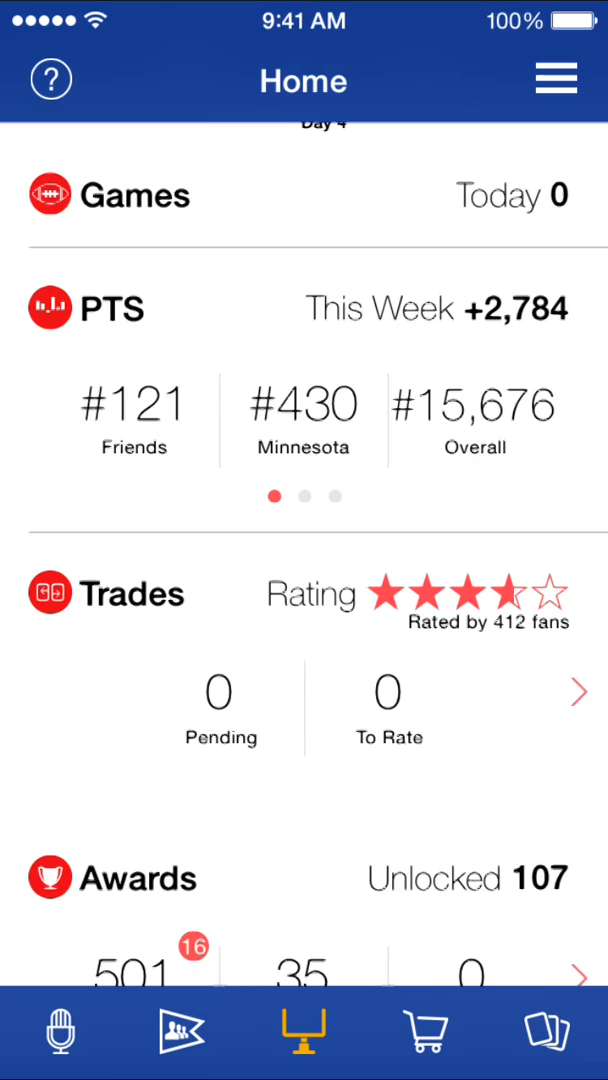 9:41 AM 100%
? Home
Day 4
Games Today 0
PTS This Week +2,784
#121 #430 #15,676
Friends Minnesota Overall
Trades Rating
Rated by 412 fans
0 0
Pending To Rate
Awards Unlocked 107
16
501 35 0